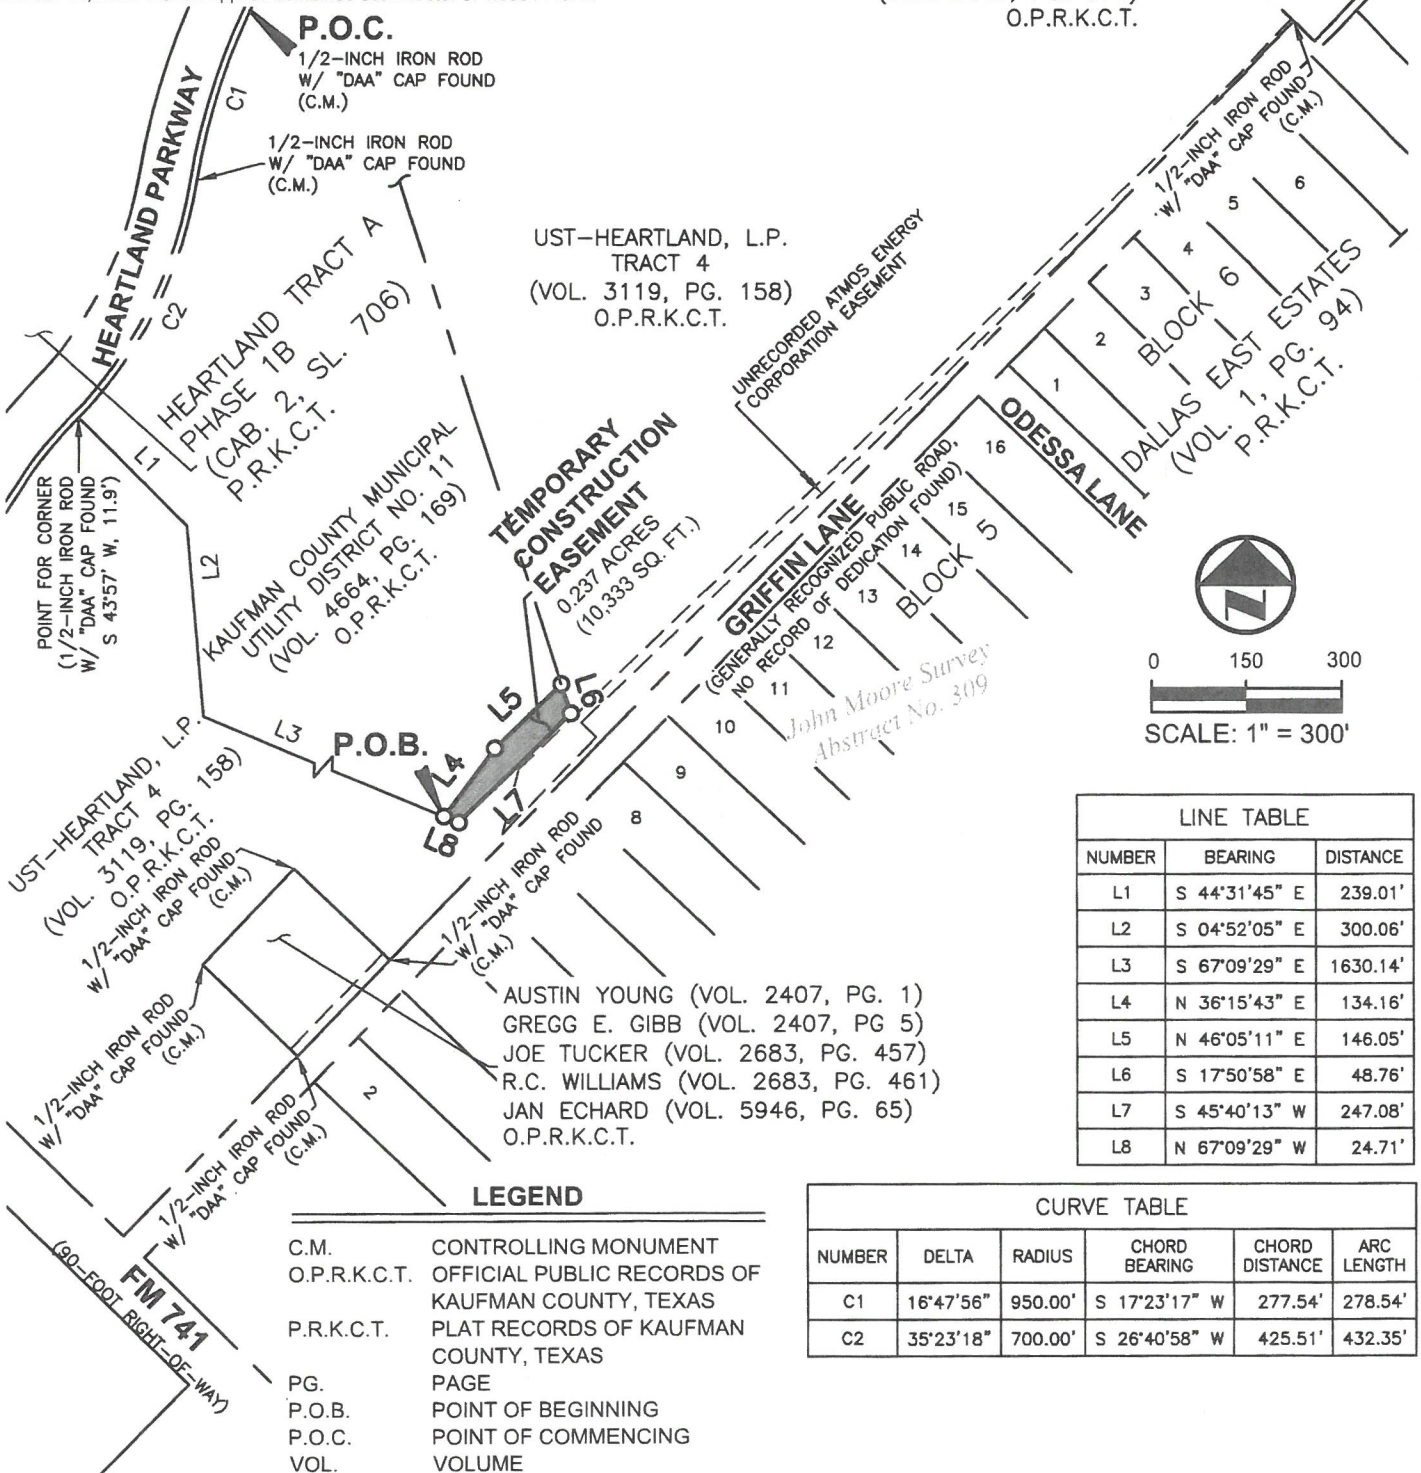 O.P.R.K.C.T.
P.O.C.
1/2-INCH IRON ROD
W/ "DAA" CAP FOUND
(C.M.)
C1
1/2-INCH IRON ROD
W/ "DAA" CAP FOUND
(C.M.)
HEARTLAND PARKWAY
C2
HEARTLAND TRACT A
PHASE 1B
(CAB. 2, SL. 706)
P.R.K.C.T.
UST-HEARTLAND, L.P.
TRACT 4
(VOL. 3119, PG. 158)
O.P.R.K.C.T.
UNRECORDED ATMOS ENERGY
CORPORATION EASEMENT
1/2-INCH IRON ROD
W/ "DAA" CAP FOUND
(C.M.)
6
5
4
3
2
1
BLOCK 6
DALLAS EAST ESTATES
(VOL. 1, PG. 94)
P.R.K.C.T.
ODESSA LANE
L1
L2
POINT FOR CORNER
(1/2-INCH IRON ROD
W/ "DAA" CAP FOUND
S 43°57' W, 11.9')
KAUFMAN COUNTY MUNICIPAL
UTILITY DISTRICT NO. 11
(VOL. 4664, PG. 169)
O.P.R.K.C.T.
TEMPORARY
CONSTRUCTION
EASEMENT
0.237 ACRES
(10,333 SQ. FT.)
GRIFFIN LANE
(GENERALLY RECOGNIZED PUBLIC ROAD,
NO RECORD OF DEDICATION FOUND)
16
15
14
13
12
11
10
9
8
BLOCK 5
John Moore Survey
Abstract No. 309
N
0 150 300
SCALE: 1" = 300'
L3
P.O.B.
L4
L5
L6
L7
L8
UST-HEARTLAND, L.P.
TRACT 4
(VOL. 3119, PG. 158)
O.P.R.K.C.T.
1/2-INCH IRON ROD
W/ "DAA" CAP FOUND
(C.M.)
1/2-INCH IRON ROD
W/ "DAA" CAP FOUND
(C.M.)
1/2-INCH IRON ROD
W/ "DAA" CAP FOUND
(C.M.)
1/2-INCH IRON ROD
W/ "DAA" CAP FOUND
(C.M.)
2
AUSTIN YOUNG (VOL. 2407, PG. 1)
GREGG E. GIBB (VOL. 2407, PG 5)
JOE TUCKER (VOL. 2683, PG. 457)
R.C. WILLIAMS (VOL. 2683, PG. 461)
JAN ECHARD (VOL. 5946, PG. 65)
O.P.R.K.C.T.
FM 741
(90-FOOT RIGHT-OF-WAY)
LINE TABLE
NUMBER BEARING DISTANCE
L1 S 44°31'45" E 239.01'
L2 S 04°52'05" E 300.06'
L3 S 67°09'29" E 1630.14'
L4 N 36°15'43" E 134.16'
L5 N 46°05'11" E 146.05'
L6 S 17°50'58" E 48.76'
L7 S 45°40'13" W 247.08'
L8 N 67°09'29" W 24.71'
LEGEND
C.M. CONTROLLING MONUMENT
O.P.R.K.C.T. OFFICIAL PUBLIC RECORDS OF
KAUFMAN COUNTY, TEXAS
P.R.K.C.T. PLAT RECORDS OF KAUFMAN
COUNTY, TEXAS
PG. PAGE
P.O.B. POINT OF BEGINNING
P.O.C. POINT OF COMMENCING
VOL. VOLUME
CURVE TABLE
NUMBER DELTA RADIUS CHORD BEARING CHORD DISTANCE ARC LENGTH
C1 16°47'56" 950.00' S 17°23'17" W 277.54' 278.54'
C2 35°23'18" 700.00' S 26°40'58" W 425.51' 432.35'